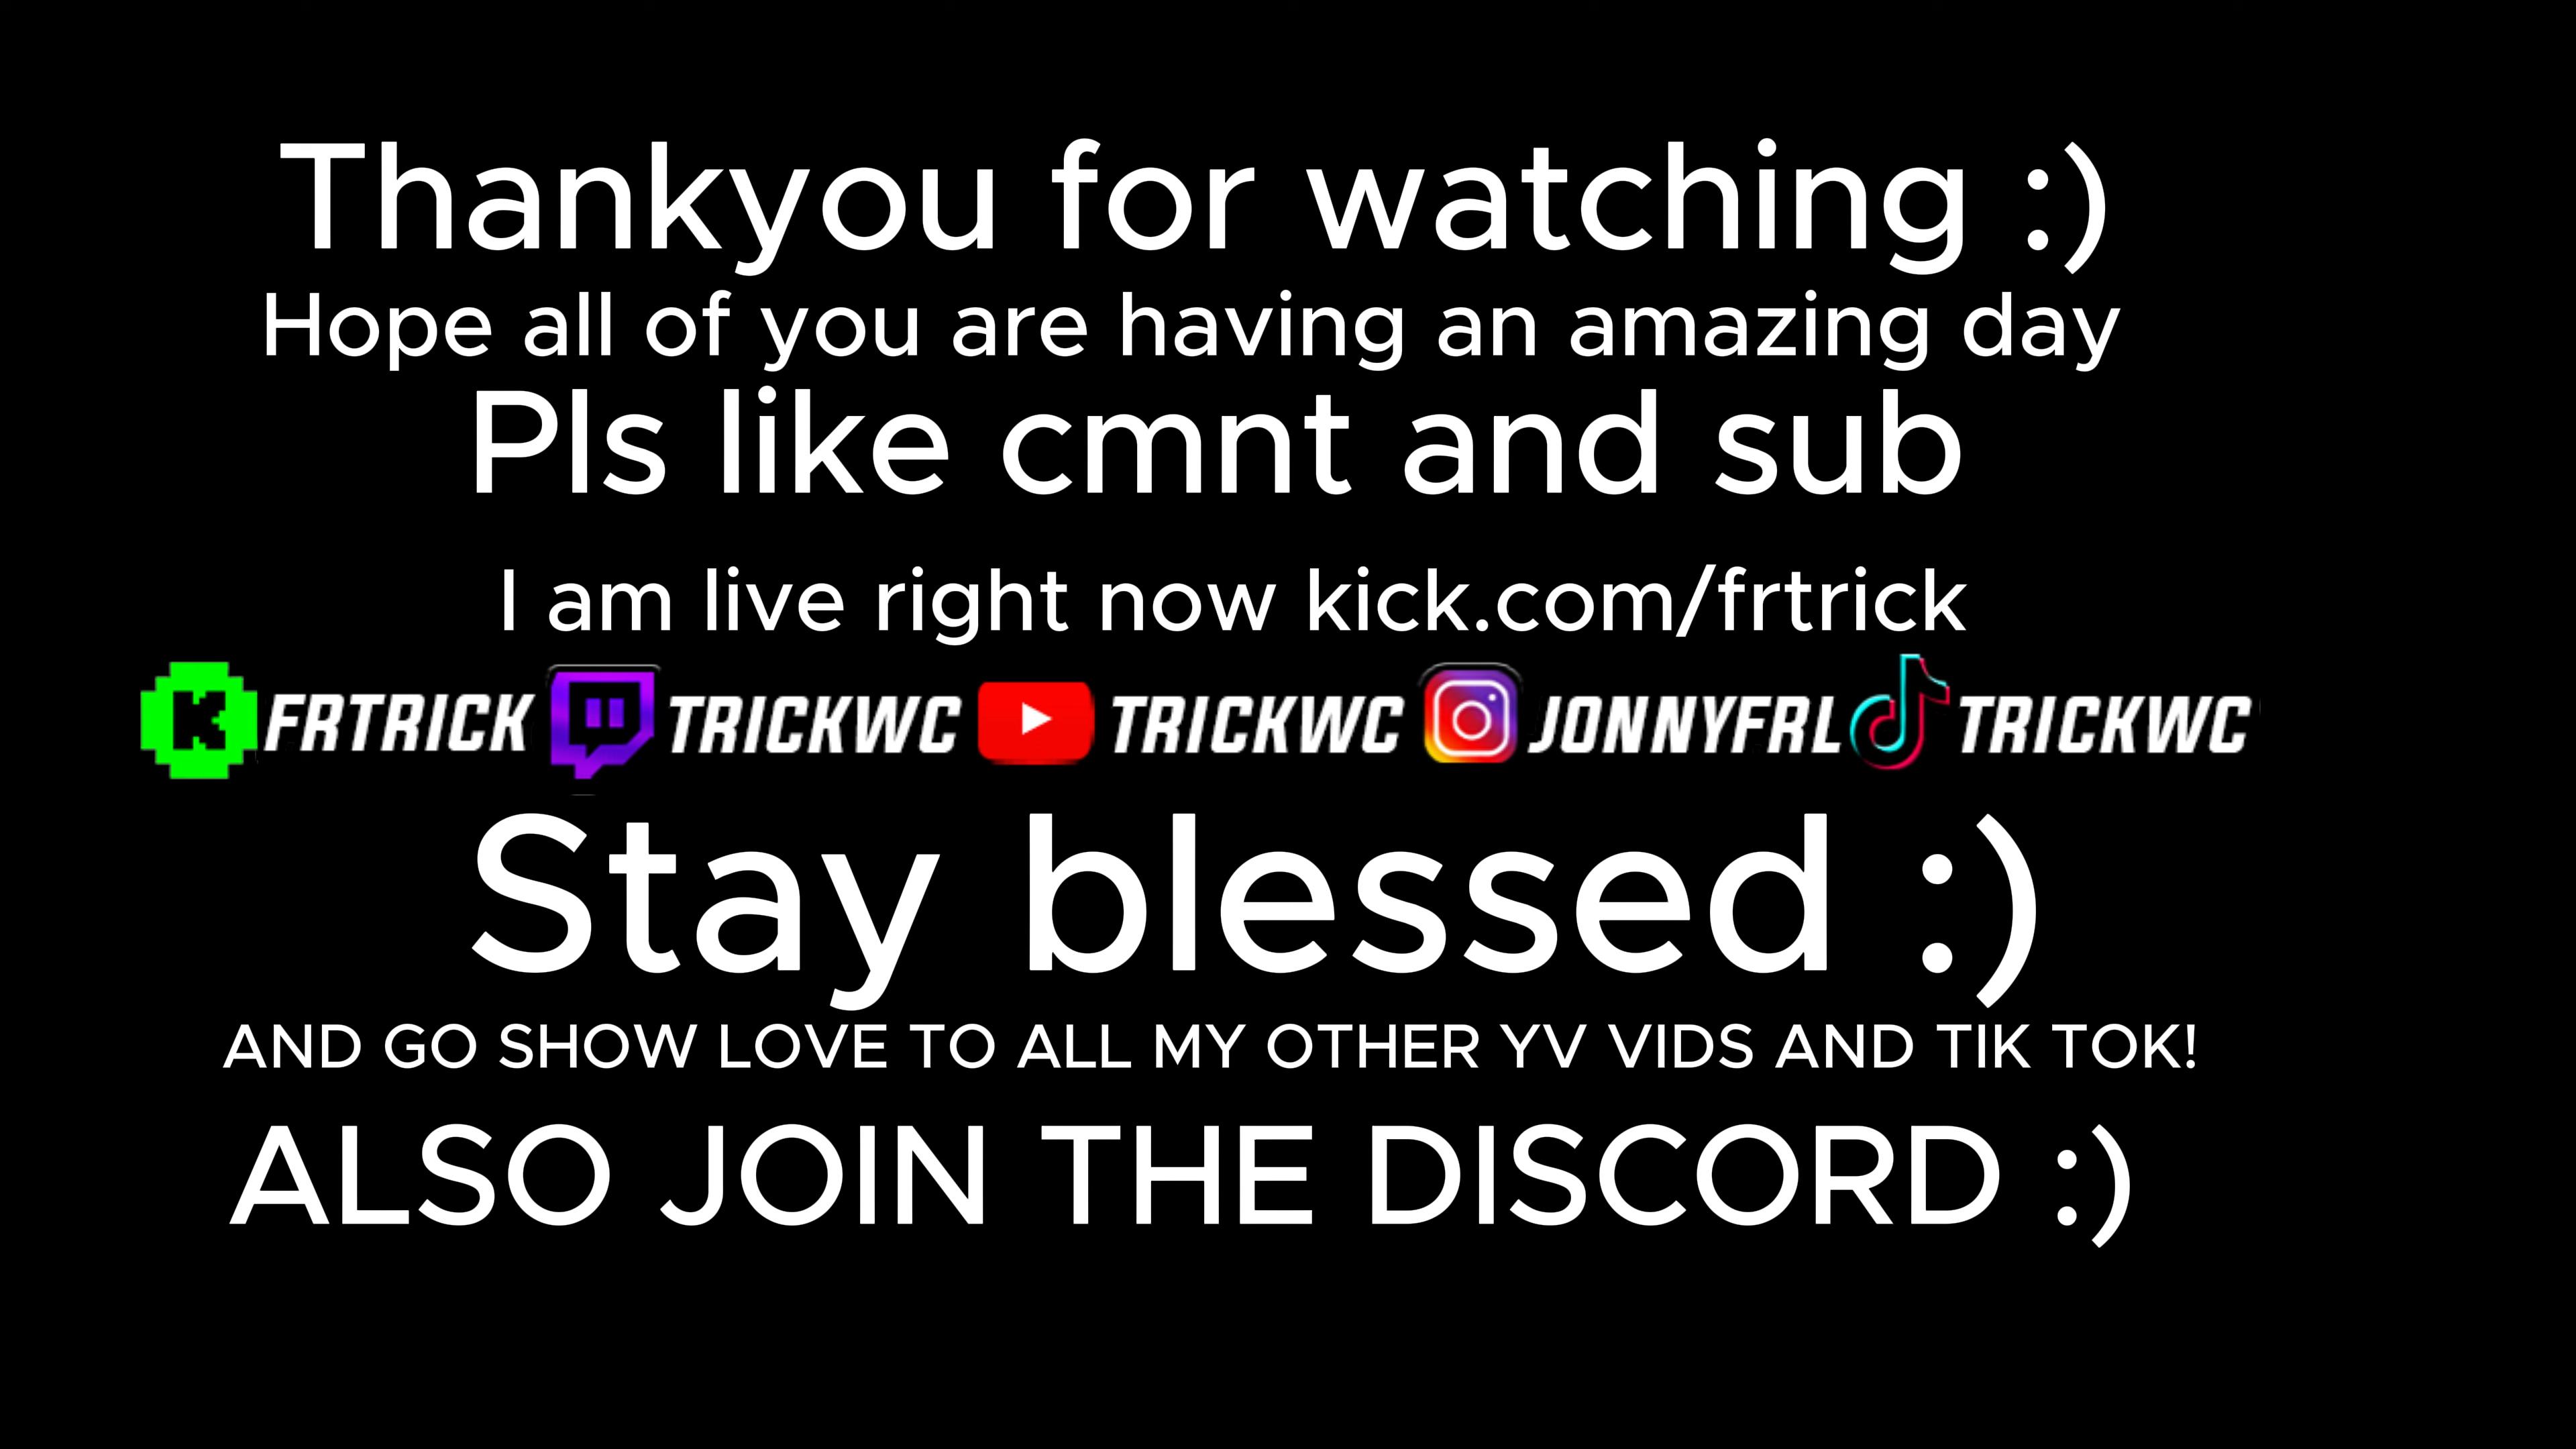 Thankyou for watching :)
Hope all of you are having an amazing day
Pls like cmnt and sub
I am live right now kick.com/frtrick
K FRTRICK TRICKWC TRICKWC JONNYFRL TRICKWC
Stay blessed :)
AND GO SHOW LOVE TO ALL MY OTHER YV VIDS AND TIK TOK!
ALSO JOIN THE DISCORD :)